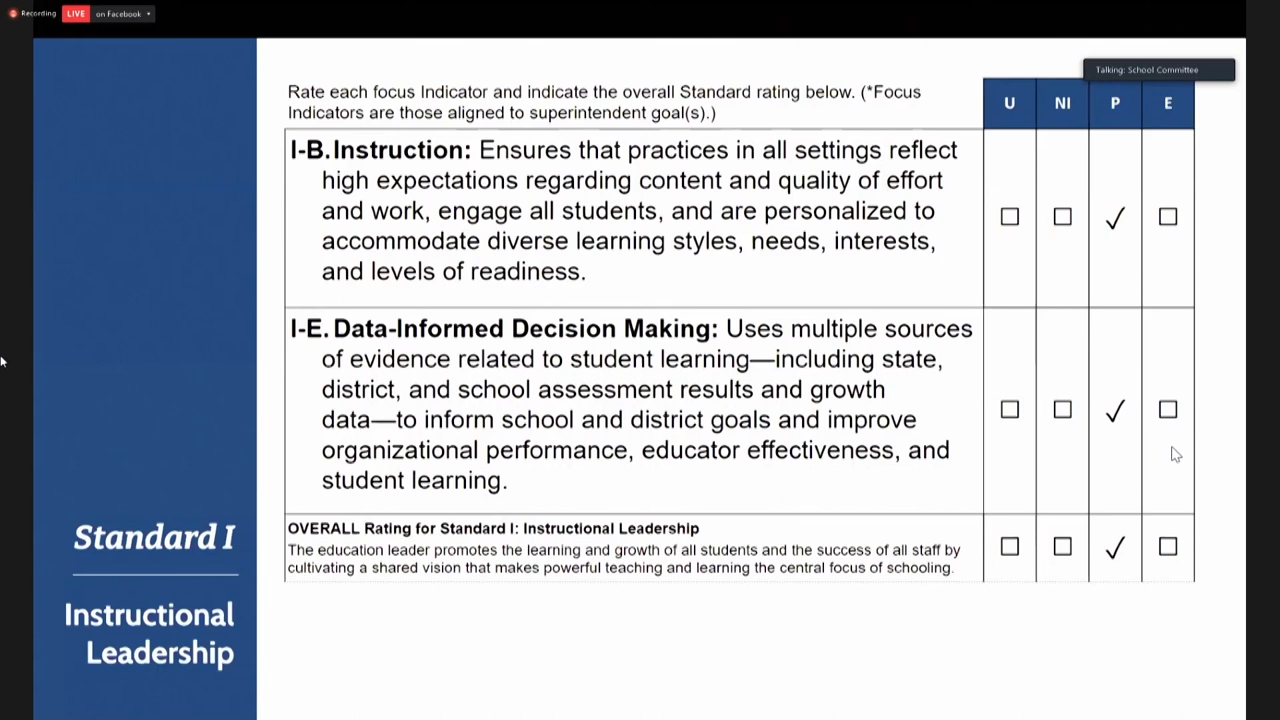 Recording LIVE on Facebook
Talking: School Committee
Rate each focus Indicator and indicate the overall Standard rating below. (*Focus
Indicators are those aligned to superintendent goal(s).)
U NI P E
I-B. Instruction: Ensures that practices in all settings reflect
high expectations regarding content and quality of effort
and work, engage all students, and are personalized to
accommodate diverse learning styles, needs, interests,
and levels of readiness.
I-E. Data-Informed Decision Making: Uses multiple sources
of evidence related to student learning—including state,
district, and school assessment results and growth
data—to inform school and district goals and improve
organizational performance, educator effectiveness, and
student learning.
OVERALL Rating for Standard I: Instructional Leadership
The education leader promotes the learning and growth of all students and the success of all staff by
cultivating a shared vision that makes powerful teaching and learning the central focus of schooling.
Standard I
Instructional
Leadership